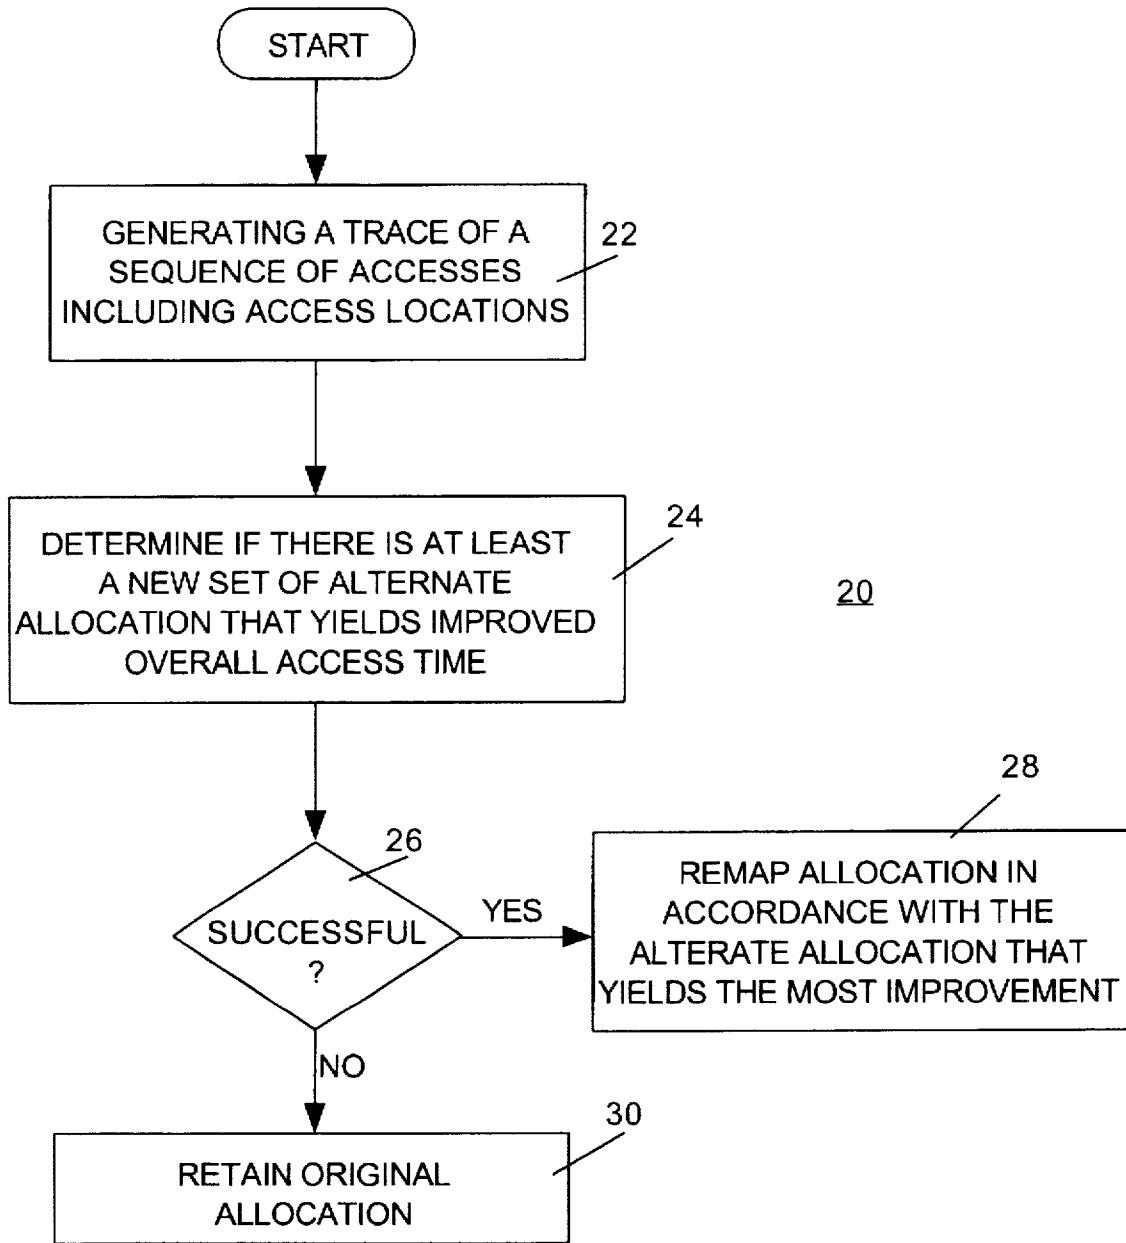 START
GENERATING A TRACE OF A
SEQUENCE OF ACCESSES
INCLUDING ACCESS LOCATIONS
22
DETERMINE IF THERE IS AT LEAST
A NEW SET OF ALTERNATE
ALLOCATION THAT YIELDS IMPROVED
OVERALL ACCESS TIME
24
20
26
SUCCESSFUL
?
YES
28
REMAP ALLOCATION IN
ACCORDANCE WITH THE
ALTERATE ALLOCATION THAT
YIELDS THE MOST IMPROVEMENT
NO
30
RETAIN ORIGINAL
ALLOCATION